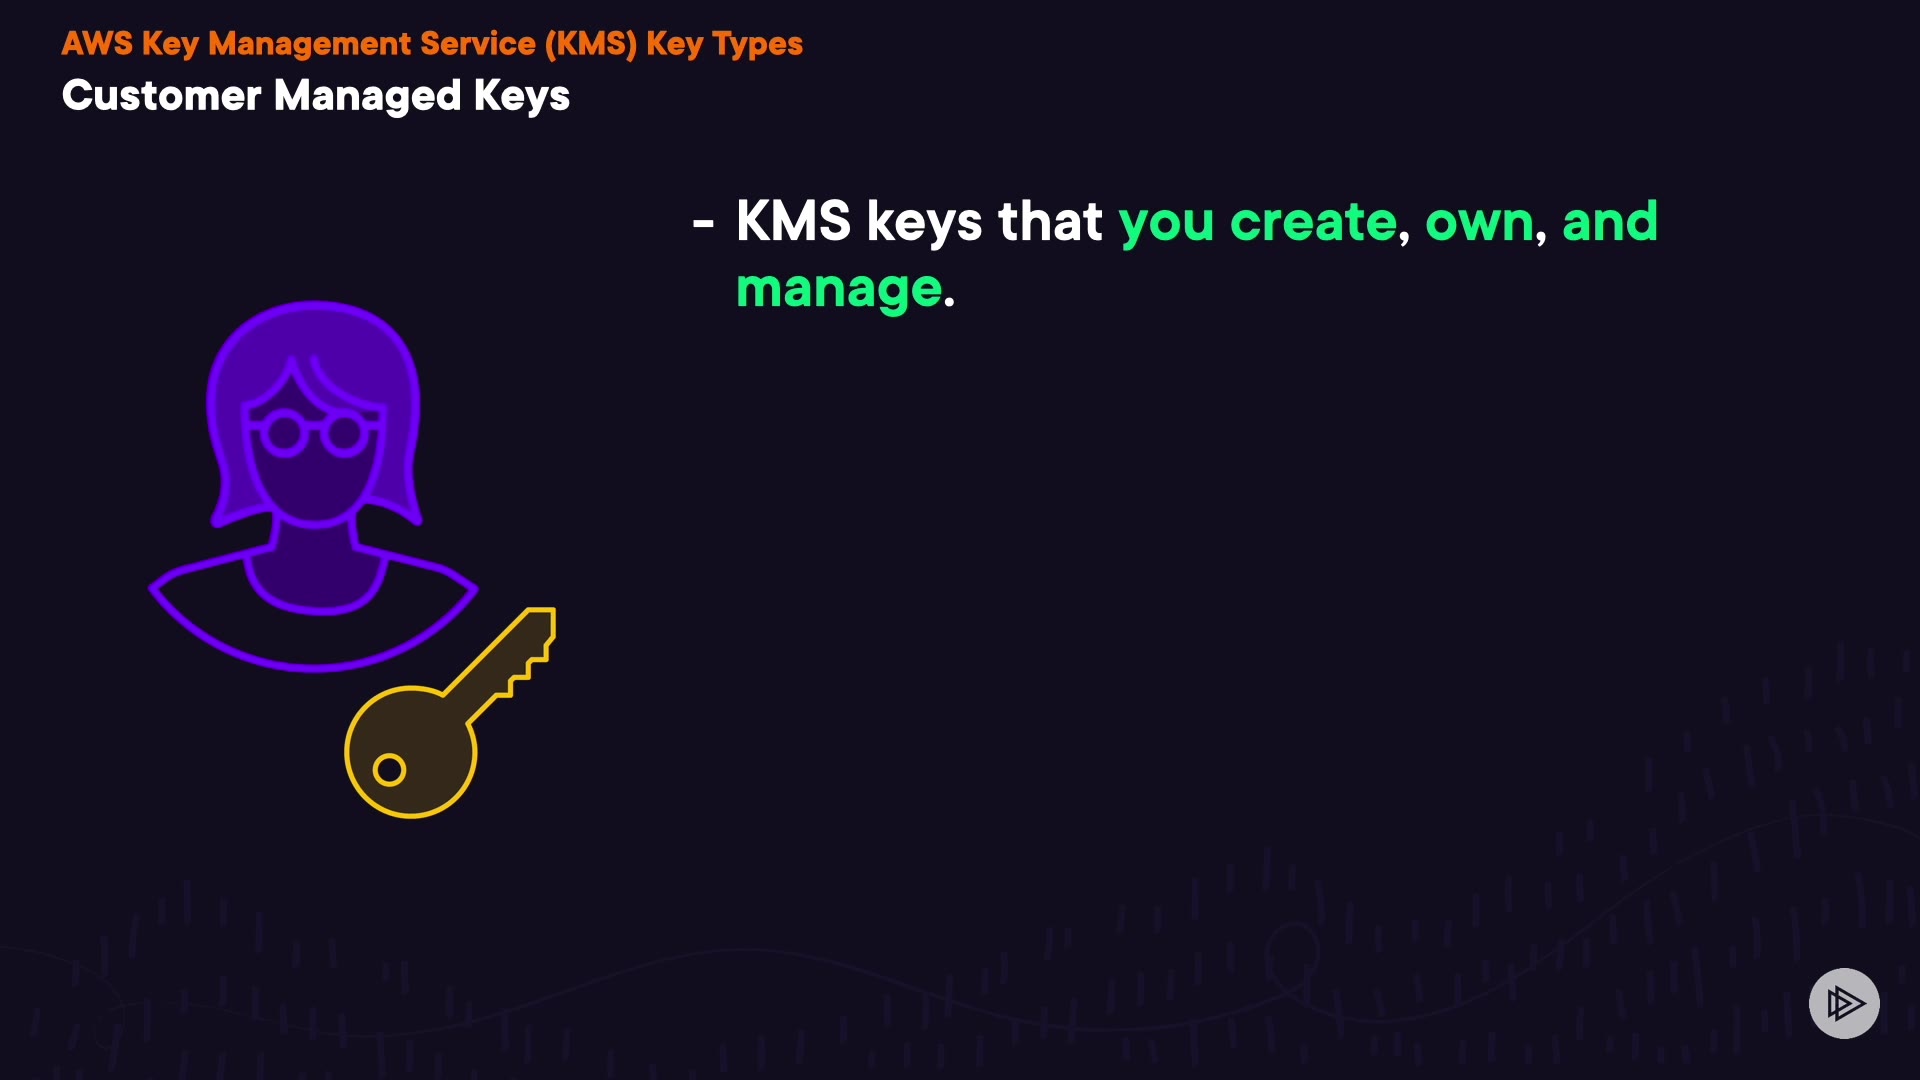 AWS Key Management Service (KMS) Key Types
Customer Managed Keys
- KMS keys that you create, own, and
manage.